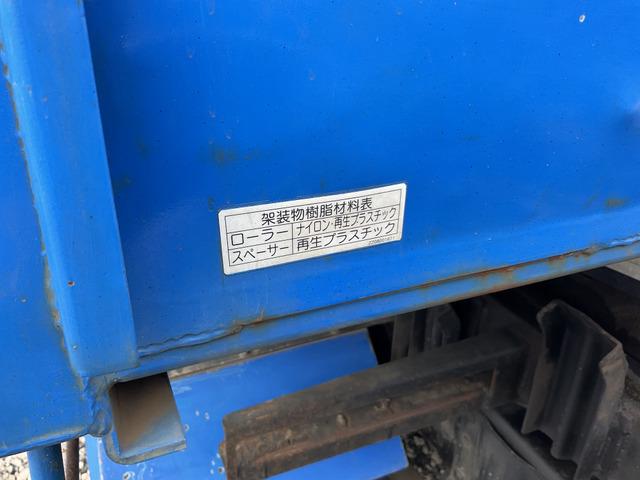 架装物樹脂材料表
ローラー ナイロン・再生プラスチック
スペーサー 再生プラスチック